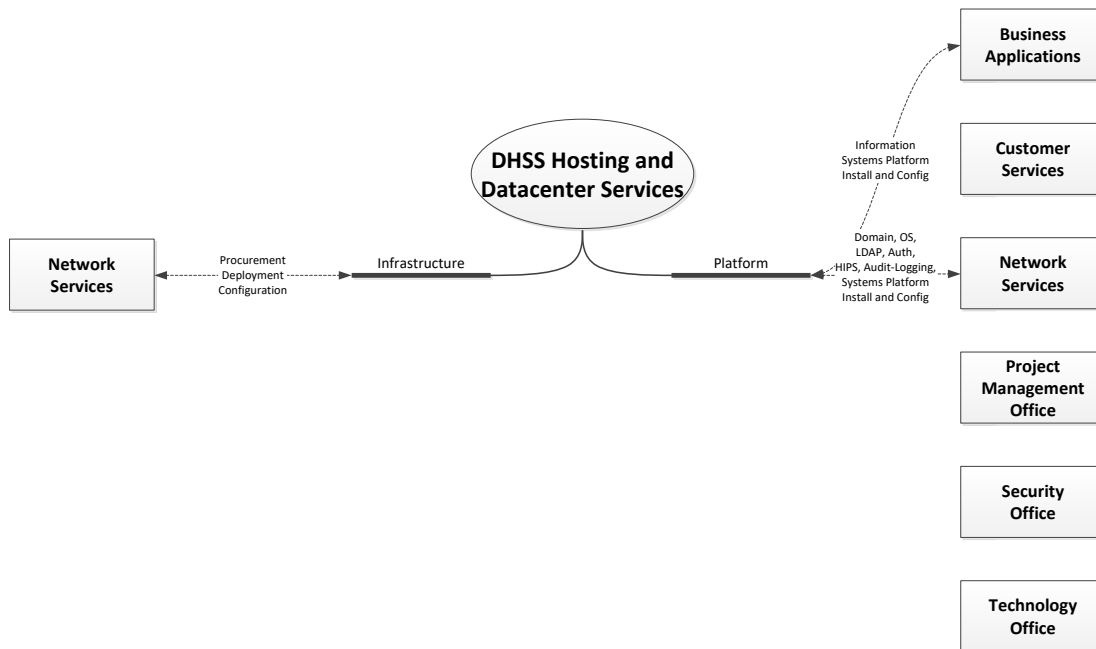 Business
Applications
DHSS Hosting and
Datacenter Services
Information
Systems Platform
Install and Config
Customer
Services
Network
Services
Procurement
Deployment
Configuration
Infrastructure
Platform
Domain, OS,
LDAP, Auth,
HIPS, Audit-Logging,
Systems Platform
Install and Config
Network
Services
Project
Management
Office
Security
Office
Technology
Office